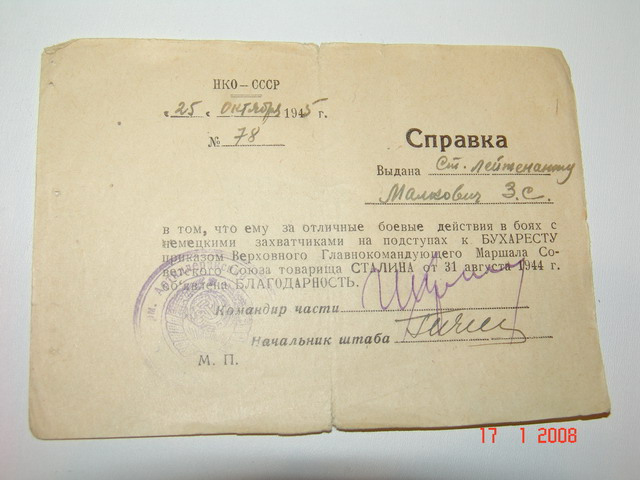 НКО — СССР
« 25 « октября 1945 г.
№ 78
Справка
Выдана Ст. лейтенанту
Малкович З.С.
в том, что ему за отличные боевые действия в боях с
немецкими захватчиками на подступах к БУХАРЕСТУ
приказом Верховного Главнокомандующего Маршала Со-
ветского Союза товарища СТАЛИНА от 31 августа 1944 г.
объявлена БЛАГОДАРНОСТЬ.
Командир части
Начальник штаба
М. П.
17 1 2008